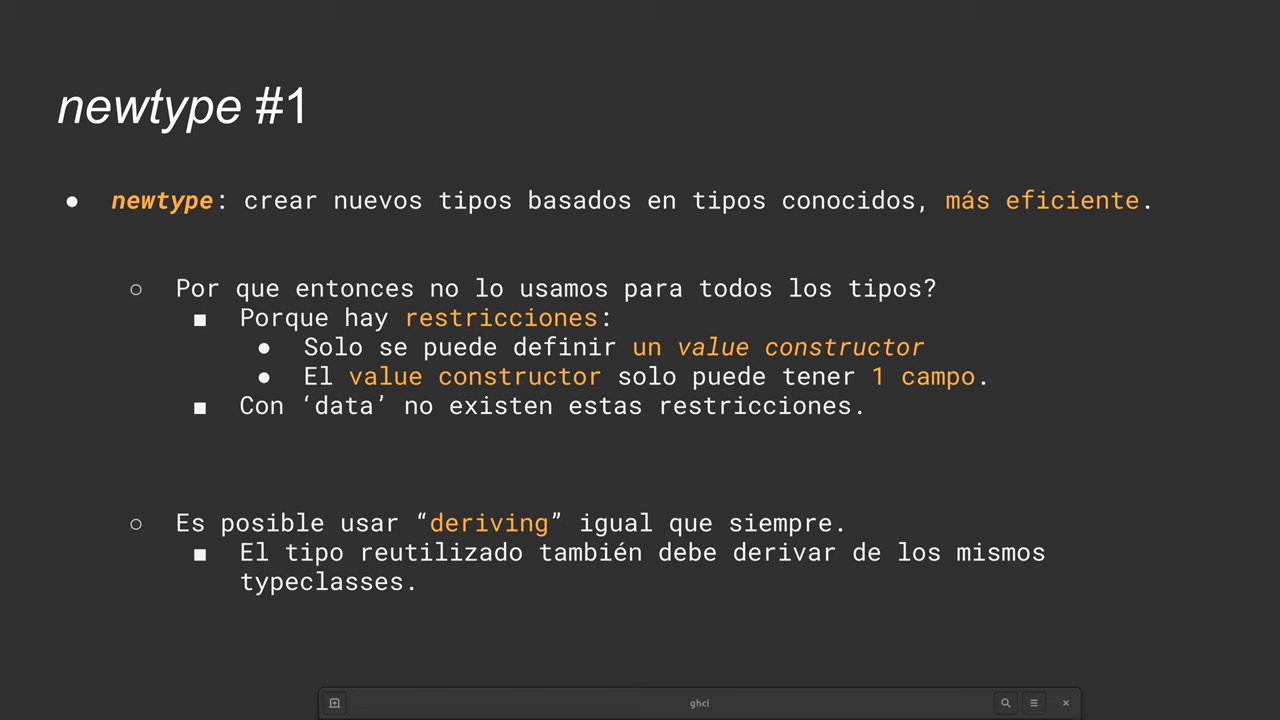 newtype #1
● newtype: crear nuevos tipos basados en tipos conocidos, más eficiente.
○ Por que entonces no lo usamos para todos los tipos?
■ Porque hay restricciones:
● Solo se puede definir un value constructor
● El value constructor solo puede tener 1 campo.
■ Con ‘data’ no existen estas restricciones.
○ Es posible usar “deriving” igual que siempre.
■ El tipo reutilizado también debe derivar de los mismos
typeclasses.
ghci